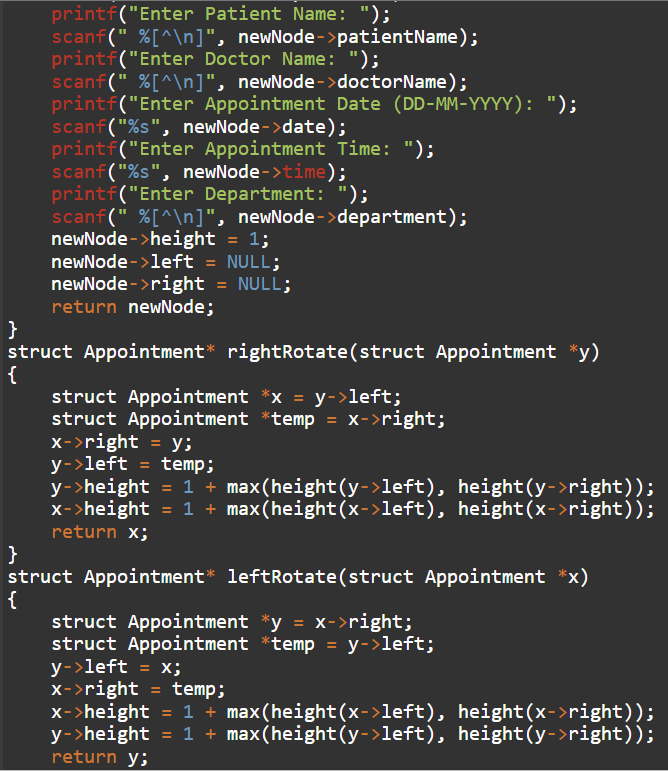 printf("Enter Patient Name: ");
    scanf(" %[^\n]", newNode->patientName);
    printf("Enter Doctor Name: ");
    scanf(" %[^\n]", newNode->doctorName);
    printf("Enter Appointment Date (DD-MM-YYYY): ");
    scanf("%s", newNode->date);
    printf("Enter Appointment Time: ");
    scanf("%s", newNode->time);
    printf("Enter Department: ");
    scanf(" %[^\n]", newNode->department);
    newNode->height = 1;
    newNode->left = NULL;
    newNode->right = NULL;
    return newNode;
}
struct Appointment* rightRotate(struct Appointment *y)
{
    struct Appointment *x = y->left;
    struct Appointment *temp = x->right;
    x->right = y;
    y->left = temp;
    y->height = 1 + max(height(y->left), height(y->right));
    x->height = 1 + max(height(x->left), height(x->right));
    return x;
}
struct Appointment* leftRotate(struct Appointment *x)
{
    struct Appointment *y = x->right;
    struct Appointment *temp = y->left;
    y->left = x;
    x->right = temp;
    x->height = 1 + max(height(x->left), height(x->right));
    y->height = 1 + max(height(y->left), height(y->right));
    return y;